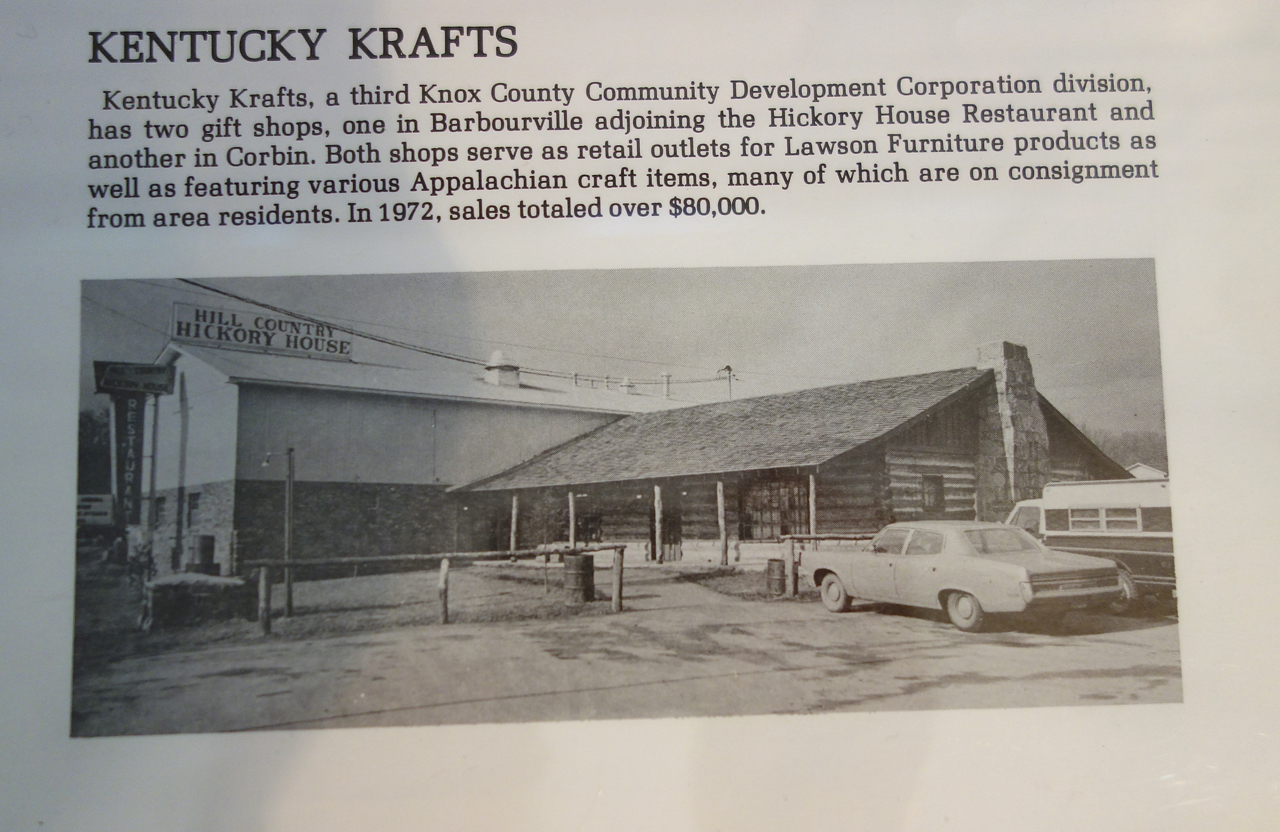 KENTUCKY KRAFTS
Kentucky Krafts, a third Knox County Community Development Corporation division,
has two gift shops, one in Barbourville adjoining the Hickory House Restaurant and
another in Corbin. Both shops serve as retail outlets for Lawson Furniture products as
well as featuring various Appalachian craft items, many of which are on consignment
from area residents. In 1972, sales totaled over $80,000.
HILL COUNTRY
HICKORY HOUSE
RESTAURANT